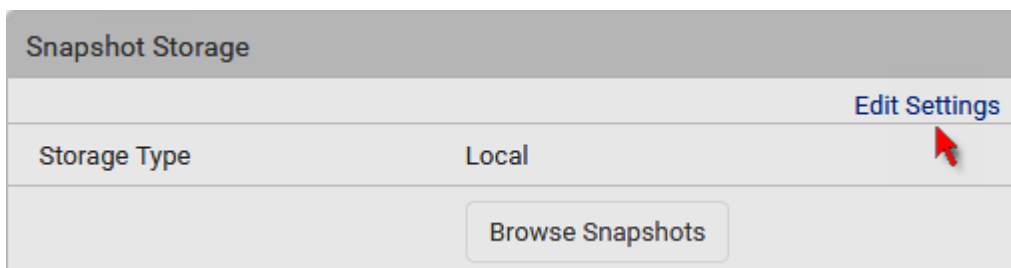 Snapshot Storage
Edit Settings
Storage Type Local
Browse Snapshots